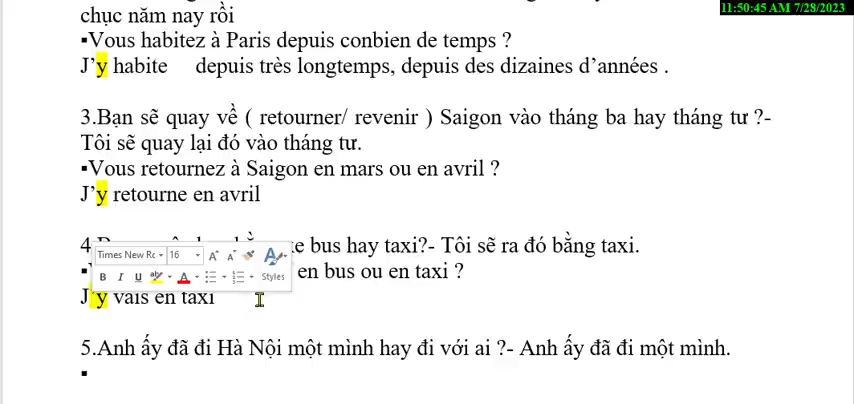 11:50:45 AM 7/28/2023
chục năm nay rồi
▪Vous habitez à Paris depuis conbien de temps ?
J’y habite depuis très longtemps, depuis des dizaines d’années .
3.Bạn sẽ quay về ( retourner/ revenir ) Saigon vào tháng ba hay tháng tư ?-
Tôi sẽ quay lại đó vào tháng tư.
▪Vous retournez à Saigon en mars ou en avril ?
J’y retourne en avril
4. bus hay taxi?- Tôi sẽ ra đó bằng taxi.
Times New Rc 16
▪ en bus ou en taxi ?
B I U aby A Styles
J’y vais en taxi
5.Anh ấy đã đi Hà Nội một mình hay đi với ai ?- Anh ấy đã đi một mình.
▪